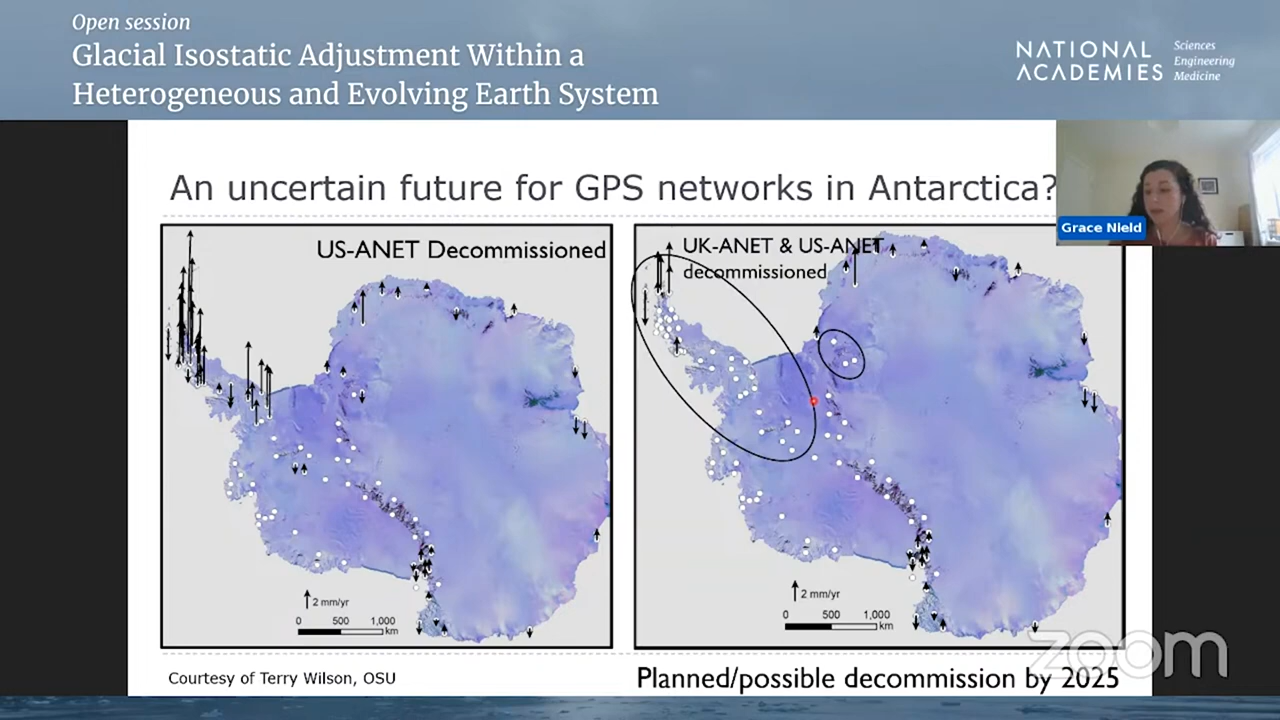 Open session
Glacial Isostatic Adjustment Within a
Heterogeneous and Evolving Earth System
NATIONAL
ACADEMIES
Sciences
Engineering
Medicine
An uncertain future for GPS networks in Antarctica?
Grace Nield
US-ANET Decommissioned
UK-ANET & US-ANET
decommissioned
2 mm/yr
0 500 1,000
km
2 mm/yr
0 500 1,000
km
Courtesy of Terry Wilson, OSU
Planned/possible decommission by 2025
zoom